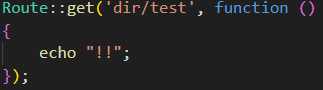 Route::get('dir/test', function ()
{
    echo "!!";
});